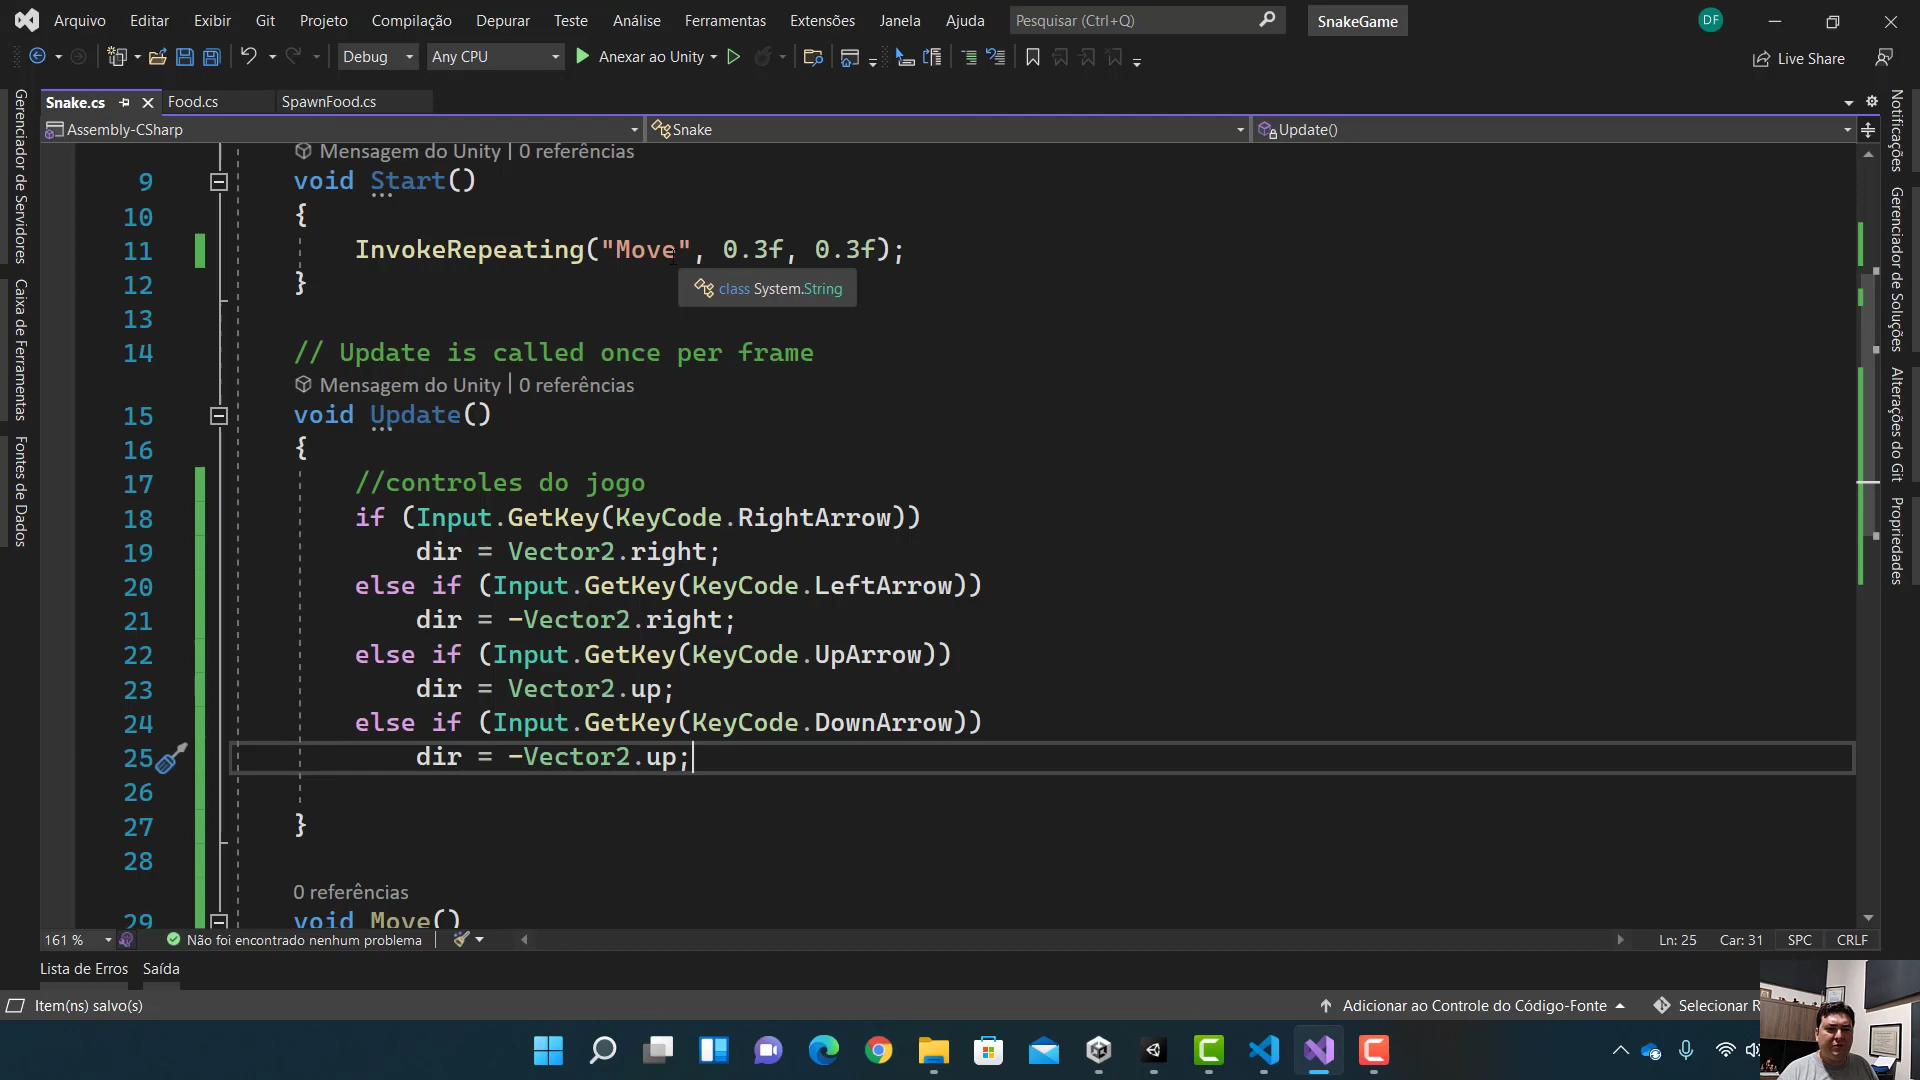 Arquivo Editar Exibir Git Projeto Compilação Depurar Teste Análise Ferramentas Extensões Janela Ajuda Pesquisar (Ctrl+Q) SnakeGame DF
Debug Any CPU Anexar ao Unity Live Share
Snake.cs Food.cs SpawnFood.cs
Assembly-CSharp Snake Update()
Gerenciador de Servidores
Caixa de Ferramentas
Fontes de Dados
Mensagem do Unity | 0 referências
9 void Start()
10 {
11 InvokeRepeating("Move", 0.3f, 0.3f);
12 }
class System.String
13
14 // Update is called once per frame
Mensagem do Unity | 0 referências
15 void Update()
16 {
17 //controles do jogo
18 if (Input.GetKey(KeyCode.RightArrow))
19 dir = Vector2.right;
20 else if (Input.GetKey(KeyCode.LeftArrow))
21 dir = -Vector2.right;
22 else if (Input.GetKey(KeyCode.UpArrow))
23 dir = Vector2.up;
24 else if (Input.GetKey(KeyCode.DownArrow))
25 dir = -Vector2.up;
26
27 }
28
0 referências
29 void Move()
Notificações
Gerenciador de Soluções
Alterações do Git
Propriedades
161 % Não foi encontrado nenhum problema Ln: 25 Car: 31 SPC CRLF
Lista de Erros Saída
Item(ns) salvo(s) Adicionar ao Controle do Código-Fonte Selecionar R